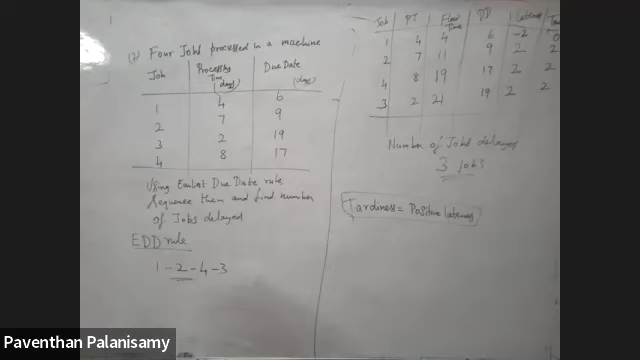 (7) Four Jobs processed in a machine
Job Processing Time (days) Due Date (days)
1 4 6
2 7 9
3 2 19
4 8 17
Using Earliest Due Date rule,
Sequence them and find number
of Jobs delayed
EDD rule
1-2-4-3
Job PT Flow Time DD Lateness
1 4 4 6 -2 0
2 7 11 9 2 2
4 8 19 17 2 2
3 2 21 19 2 2
Number of Jobs delayed
3 jobs
Tardiness = Positive lateness
Paventhan Palanisamy